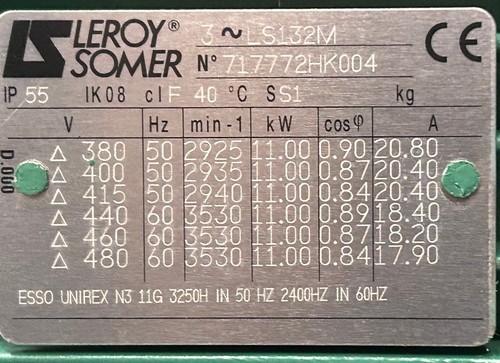 LEROY® SOMER
3 ~ LS132M
N° 717772HK004
CE
IP 55 IK08 cl F 40 °C S S1 kg
V Hz min-1 kW cosφ A
Δ 380 50 2925 11.00 0.90 20.80
Δ 400 50 2935 11.00 0.87 20.40
Δ 415 50 2940 11.00 0.84 20.40
Δ 440 60 3530 11.00 0.89 18.40
Δ 460 60 3530 11.00 0.87 18.20
Δ 480 60 3530 11.00 0.84 17.90
D.000
ESSO UNIREX N3 11G 3250H IN 50 HZ 2400HZ IN 60HZ